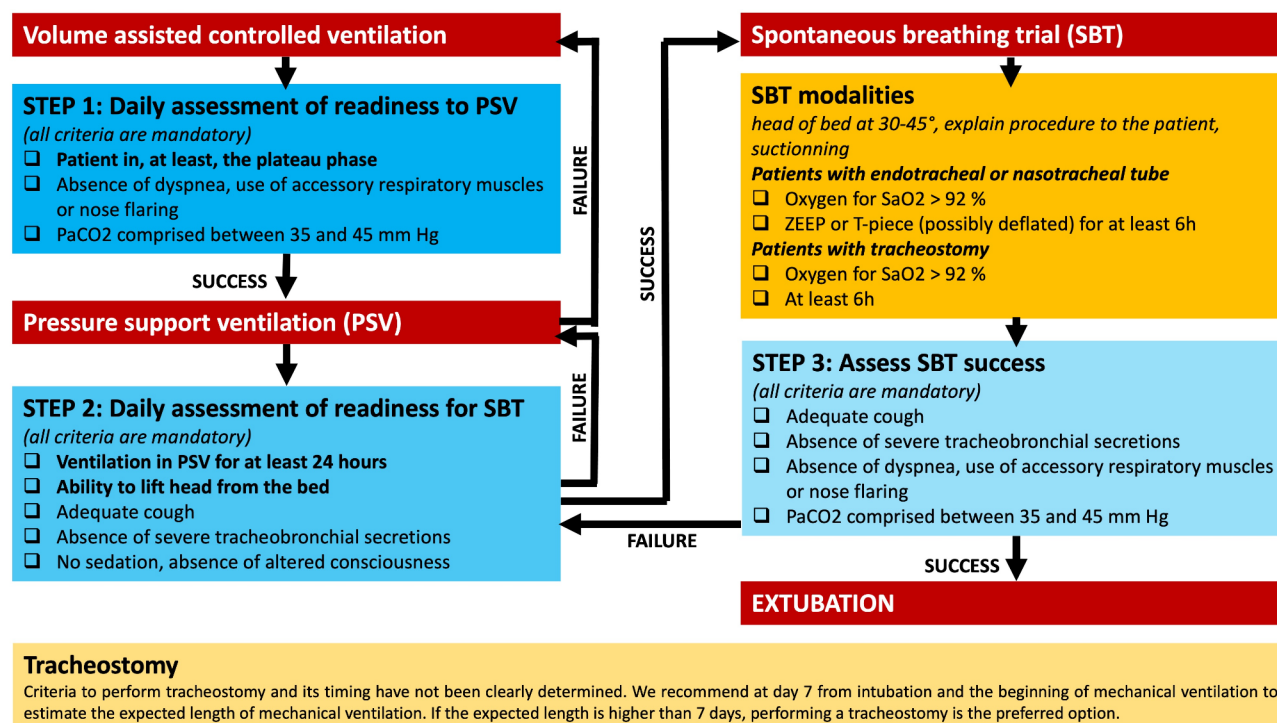 Volume assisted controlled ventilation
STEP 1: Daily assessment of readiness to PSV
(all criteria are mandatory)
❑ Patient in, at least, the plateau phase
❑ Absence of dyspnea, use of accessory respiratory muscles
or nose flaring
❑ PaCO2 comprised between 35 and 45 mm Hg
SUCCESS
FAILURE
Pressure support ventilation (PSV)
FAILURE
STEP 2: Daily assessment of readiness for SBT
(all criteria are mandatory)
❑ Ventilation in PSV for at least 24 hours
❑ Ability to lift head from the bed
❑ Adequate cough
❑ Absence of severe tracheobronchial secretions
❑ No sedation, absence of altered consciousness
SUCCESS
Spontaneous breathing trial (SBT)
SBT modalities
head of bed at 30-45°, explain procedure to the patient,
suctionning
Patients with endotracheal or nasotracheal tube
❑ Oxygen for SaO2 > 92 %
❑ ZEEP or T-piece (possibly deflated) for at least 6h
Patients with tracheostomy
❑ Oxygen for SaO2 > 92 %
❑ At least 6h
STEP 3: Assess SBT success
(all criteria are mandatory)
❑ Adequate cough
❑ Absence of severe tracheobronchial secretions
❑ Absence of dyspnea, use of accessory respiratory muscles
or nose flaring
❑ PaCO2 comprised between 35 and 45 mm Hg
FAILURE
SUCCESS
EXTUBATION
Tracheostomy
Criteria to perform tracheostomy and its timing have not been clearly determined. We recommend at day 7 from intubation and the beginning of mechanical ventilation to
estimate the expected length of mechanical ventilation. If the expected length is higher than 7 days, performing a tracheostomy is the preferred option.